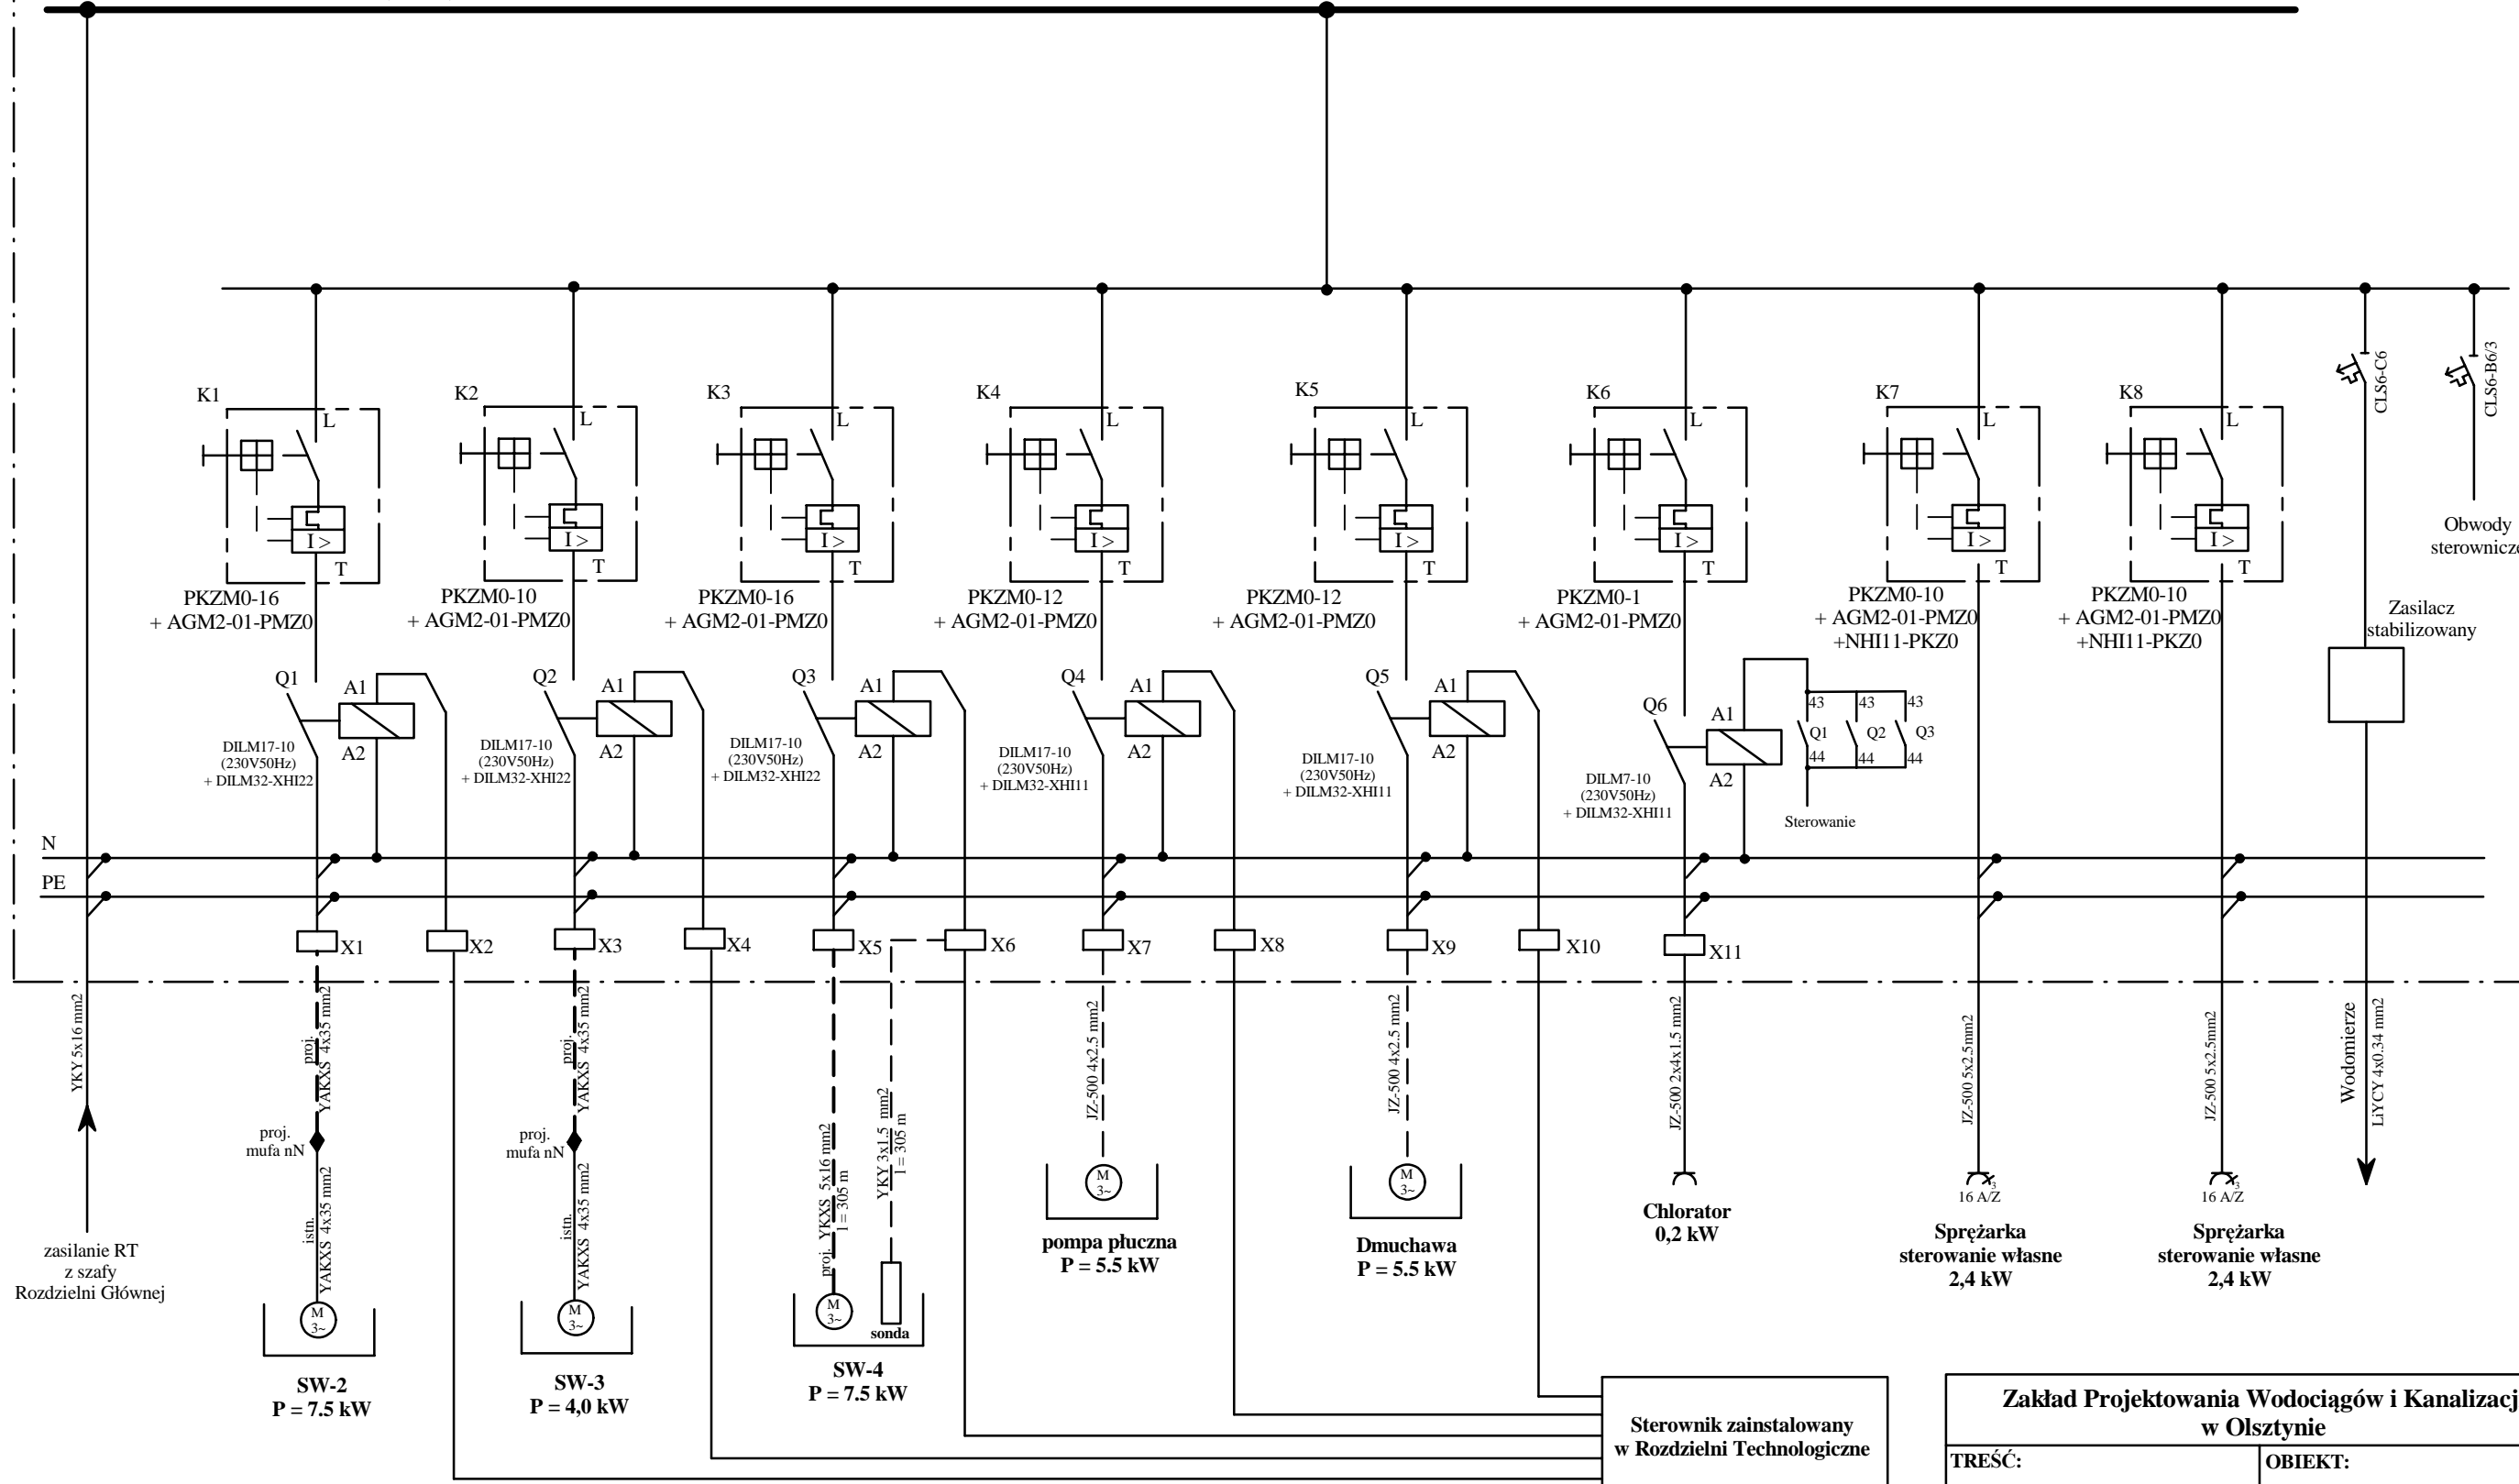 K1
L
I >
T
PKZM0-16
+ AGM2-01-PMZ0
K2
L
I >
T
PKZM0-10
+ AGM2-01-PMZ0
K3
L
I >
T
PKZM0-16
+ AGM2-01-PMZ0
K4
L
I >
T
PKZM0-12
+ AGM2-01-PMZ0
K5
L
I >
T
PKZM0-12
+ AGM2-01-PMZ0
K6
L
I >
T
PKZM0-1
+ AGM2-01-PMZ0
K7
L
I >
T
PKZM0-10
+ AGM2-01-PMZ0
+NHI11-PKZ0
K8
L
I >
T
PKZM0-10
+ AGM2-01-PMZ0
+NHI11-PKZ0
CLS6-C6
CLS6-B6/3
Obwody
sterownicze
Zasilacz
stabilizowany
Q1
A1
A2
DILM17-10
(230V50Hz)
+ DILM32-XHI22
Q2
A1
A2
DILM17-10
(230V50Hz)
+ DILM32-XHI22
Q3
A1
A2
DILM17-10
(230V50Hz)
+ DILM32-XHI22
Q4
A1
A2
DILM17-10
(230V50Hz)
+ DILM32-XHI11
Q5
A1
A2
DILM17-10
(230V50Hz)
+ DILM32-XHI11
Q6
A1
A2
DILM7-10
(230V50Hz)
+ DILM32-XHI11
43
43
43
Q1
Q2
Q3
44
44
44
Sterowanie
N
PE
X1
X2
X3
X4
X5
X6
X7
X8
X9
X10
X11
YKY 5x16 mm2
zasilanie RT
z szafy
Rozdzielni Głównej
proj.
YAKXS 4x35 mm2
proj.
mufa nN
istn.
YAKXS 4x35 mm2
M
3~
SW-2
P = 7.5 kW
proj.
YAKXS 4x35 mm2
proj.
mufa nN
istn.
YAKXS 4x35 mm2
M
3~
SW-3
P = 4,0 kW
proj. YKXS 5x16 mm2
l = 305 m
YKY 3x1.5 mm2
l = 305 m
M
3~
sonda
SW-4
P = 7.5 kW
JZ-500 4x2.5 mm2
M
3~
pompa płuczna
P = 5.5 kW
JZ-500 4x2.5 mm2
M
3~
Dmuchawa
P = 5.5 kW
JZ-500 2x4x1.5 mm2
Chlorator
0,2 kW
JZ-500 5x2.5mm2
3
16 A/Z
Sprężarka
sterowanie własne
2,4 kW
JZ-500 5x2.5mm2
3
16 A/Z
Sprężarka
sterowanie własne
2,4 kW
Wodomierze
LiYCY 4x0.34 mm2
Sterownik zainstalowany
w Rozdzielni Technologiczne
Zakład Projektowania Wodociągów i Kanalizacj
w Olsztynie
TREŚĆ:
OBIEKT: